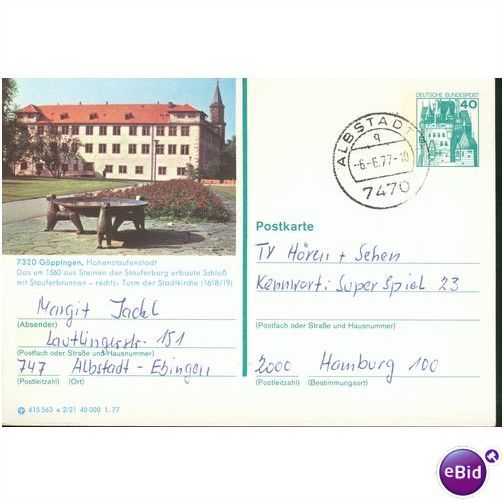 DEUTSCHE BUNDESPOST
40
ALBSTADT
g
-6.-6.77-10
7470
Postkarte
7320 Göppingen, Hohenstaufenstadt
Das um 1560 aus Steinen der Stauferburg erbaute Schloß
mit Stauferbrunnen - rechts: Turm der Stadtkirche (1618/19)
TV Hören + Sehen
Kennwort: Super Spiel 23
Margit Jackl
(Absender)
Lautlingerstr. 151
(Postfach oder Straße und Hausnummer)
747 Albstadt - Ebingen
(Postleitzahl) (Ort)
(Postfach oder Straße und Hausnummer)
2000 Hamburg 100
(Postleitzahl) (Bestimmungsort)
615 563 e 2/21 40 000 1. 77
eBid